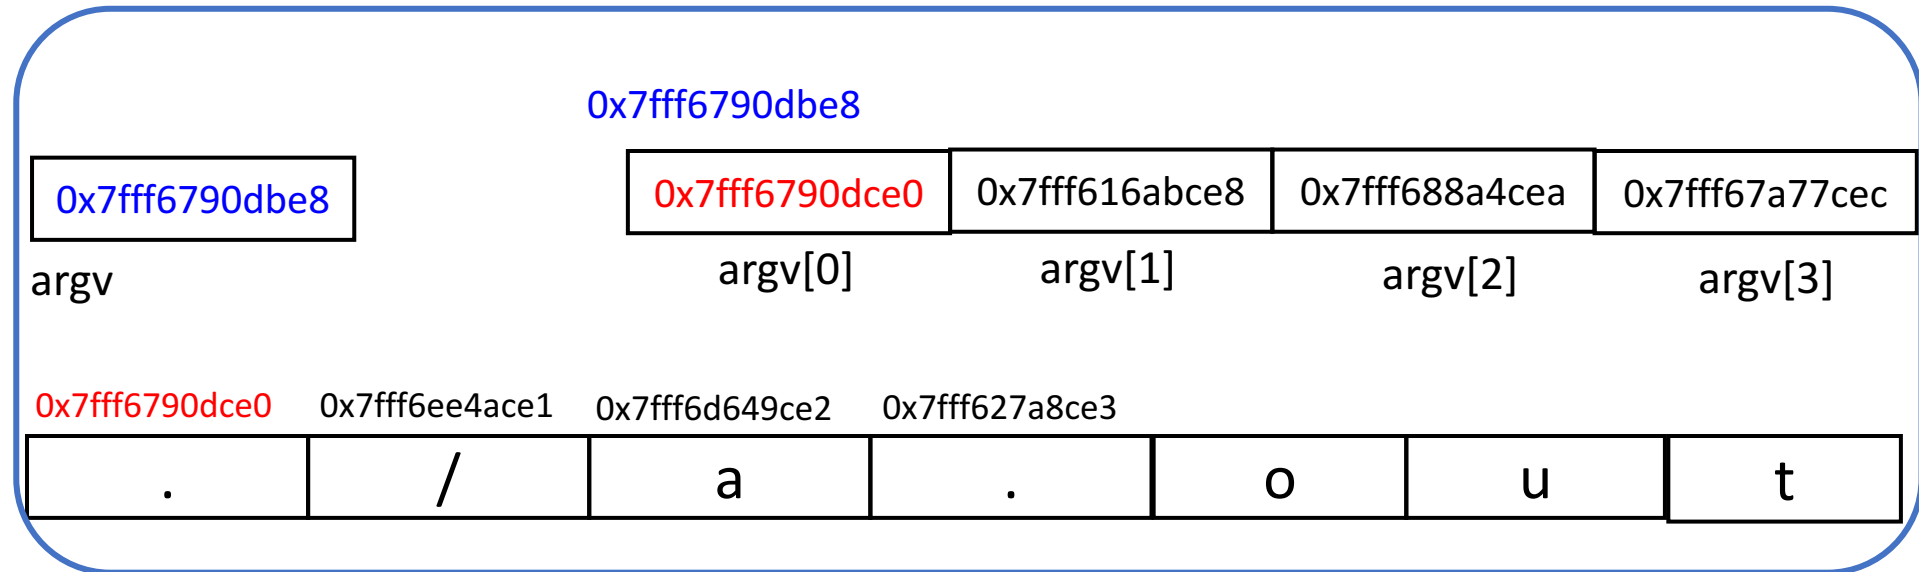 0x7fff6790dbe8
0x7fff6790dbe8
0x7fff6790dce0 0x7fff616abce8 0x7fff688a4cea 0x7fff67a77cec
argv argv[0] argv[1] argv[2] argv[3]
0x7fff6790dce0 0x7fff6ee4ace1 0x7fff6d649ce2 0x7fff627a8ce3
. / a . o u t